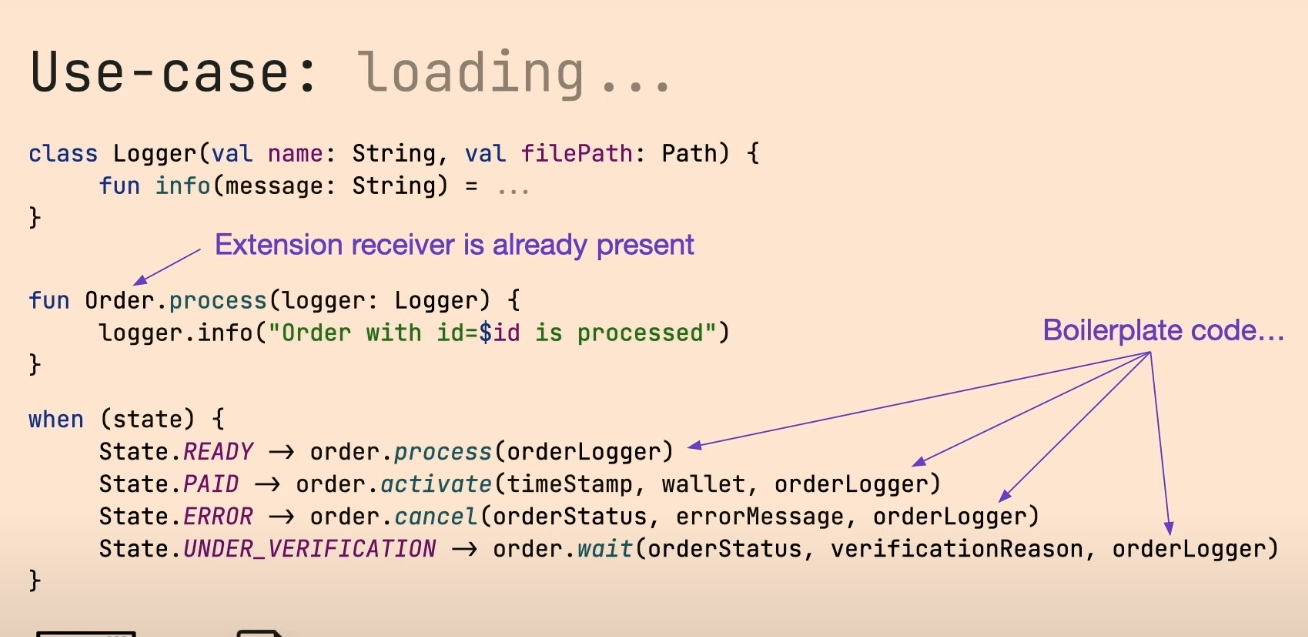 Use-case: loading...
class Logger(val name: String, val filePath: Path) {
fun info(message: String) = ...
}
Extension receiver is already present
fun Order.process(logger: Logger) {
logger.info("Order with id=$id is processed")
}
Boilerplate code...
when (state) {
State.READY → order.process(orderLogger)
State.PAID → order.activate(timeStamp, wallet, orderLogger)
State.ERROR → order.cancel(orderStatus, errorMessage, orderLogger)
State.UNDER_VERIFICATION → order.wait(orderStatus, verificationReason, orderLogger)
}